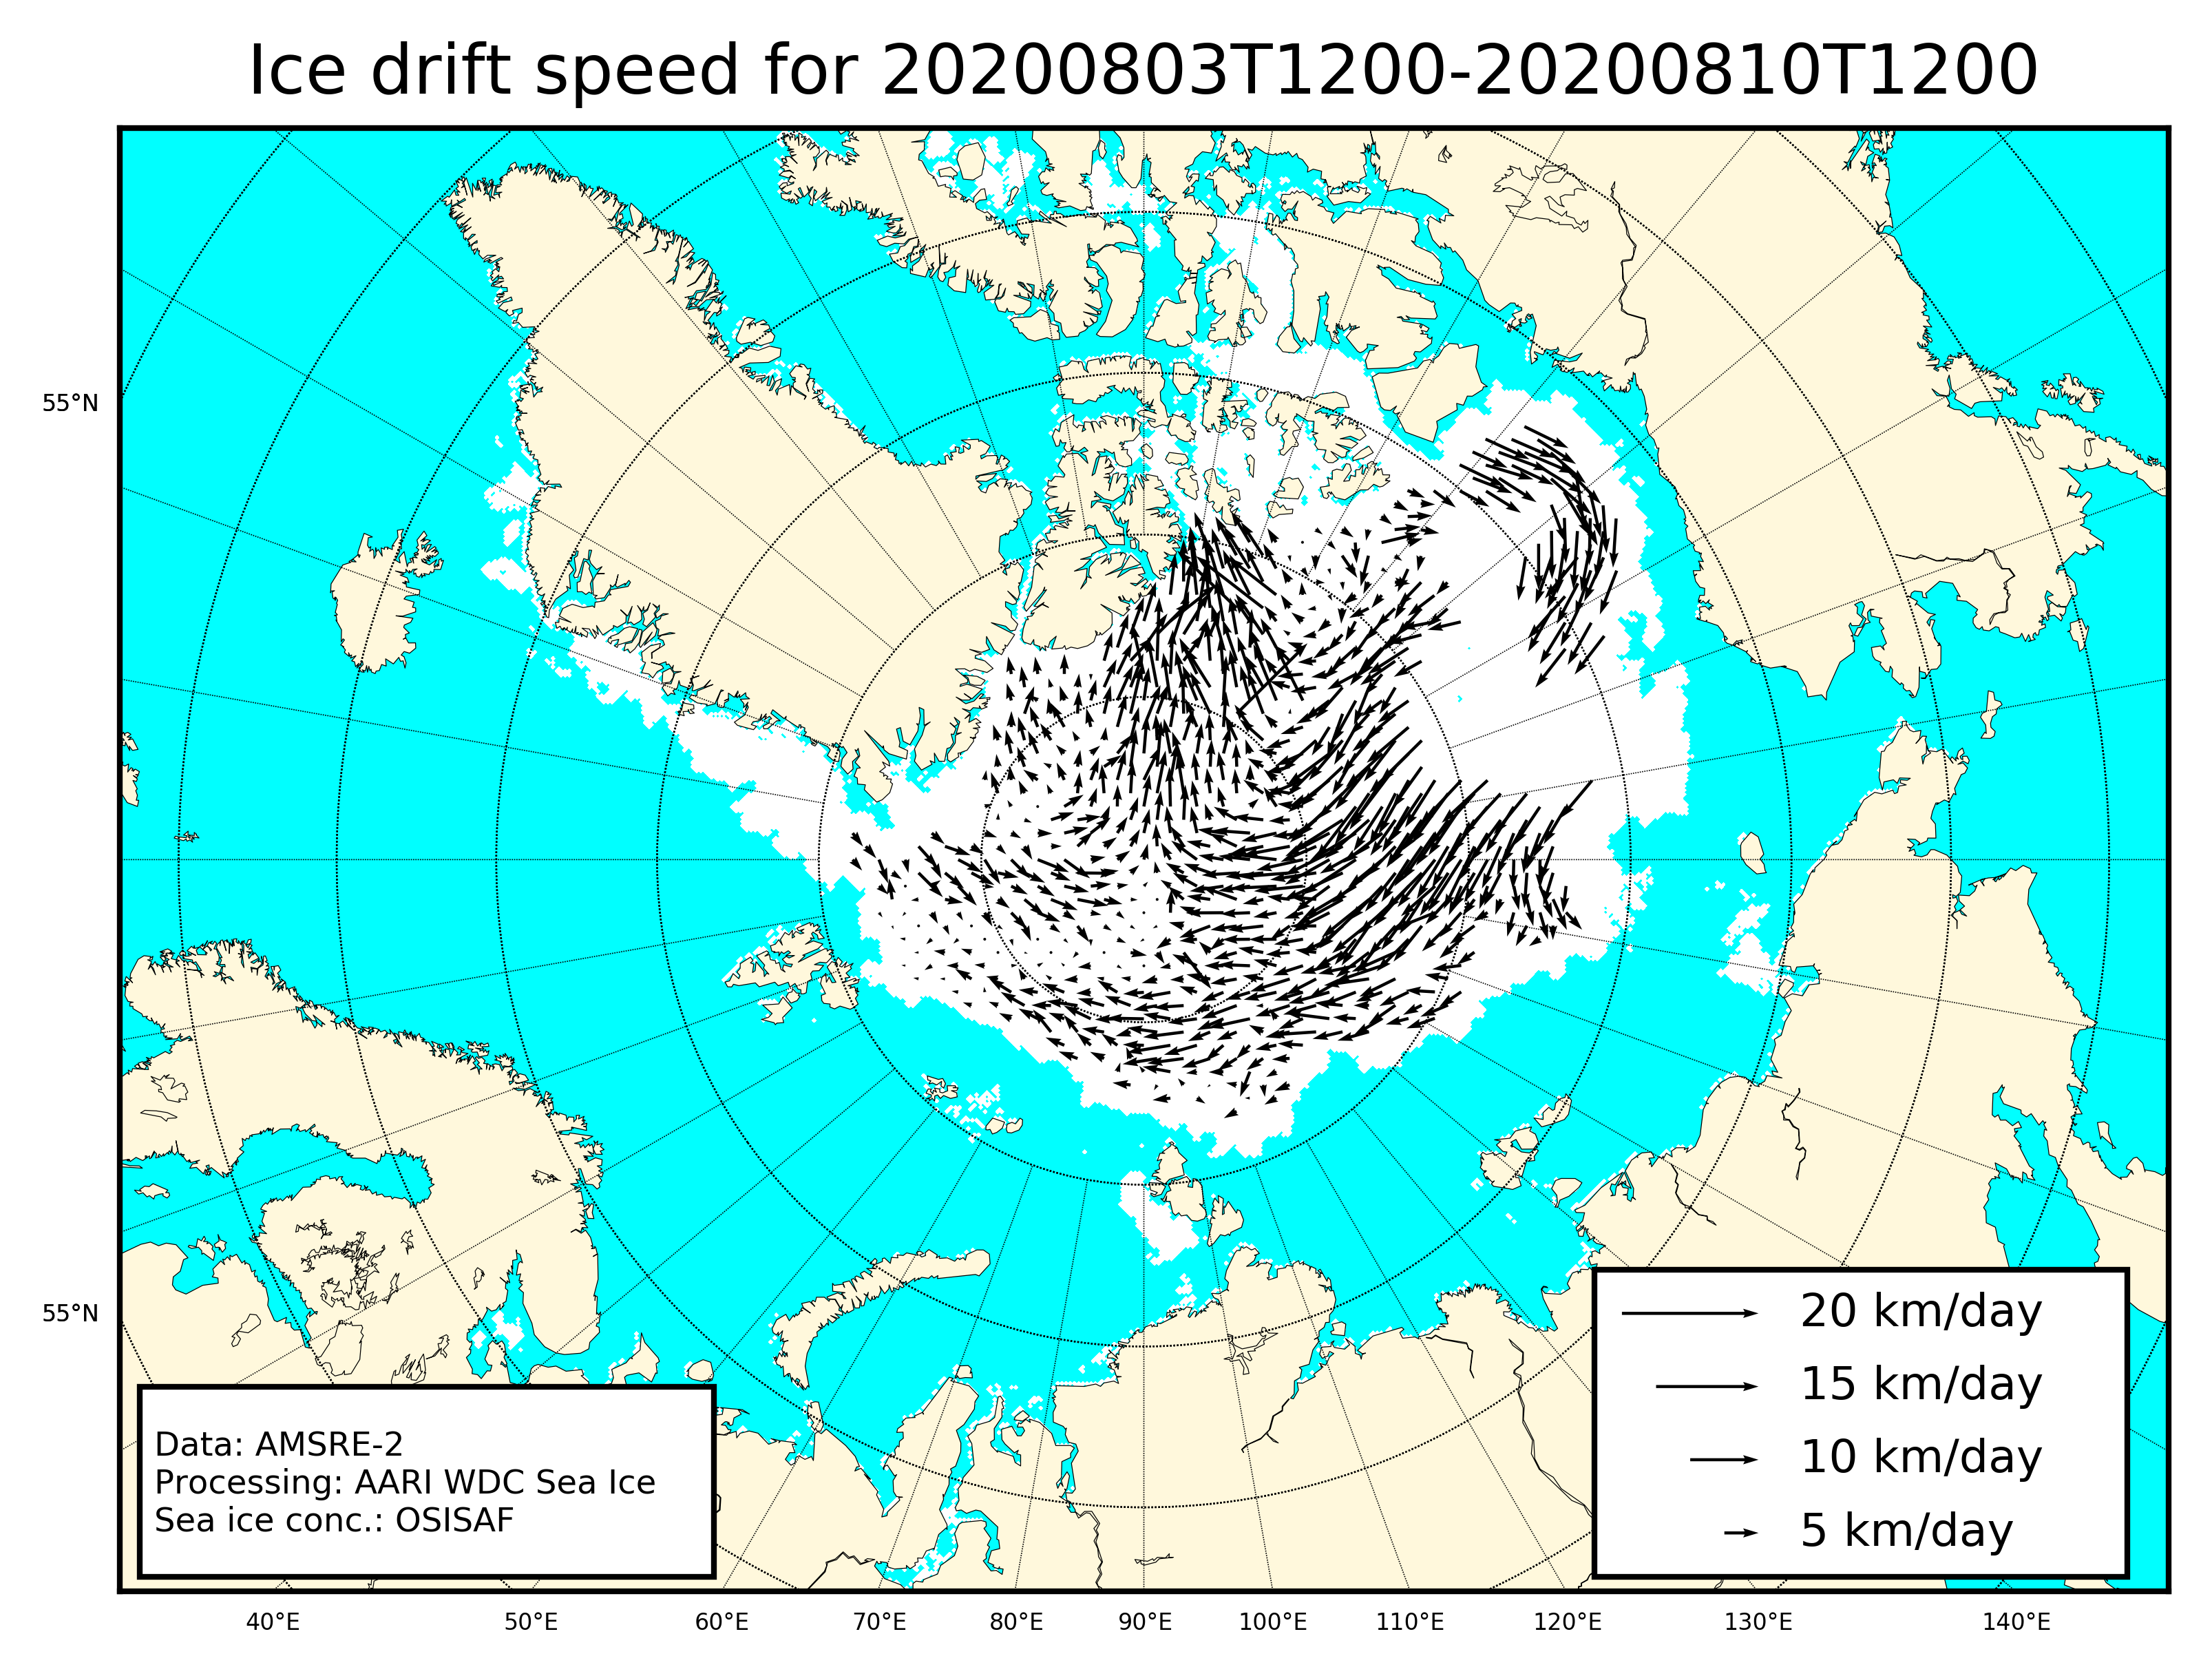 Ice drift speed for 20200803T1200-20200810T1200
55°N
55°N
20 km/day
15 km/day
10 km/day
5 km/day
Data: AMSRE-2
Processing: AARI WDC Sea Ice
Sea ice conc.: OSISAF
40°E 50°E 60°E 70°E 80°E 90°E 100°E 110°E 120°E 130°E 140°E